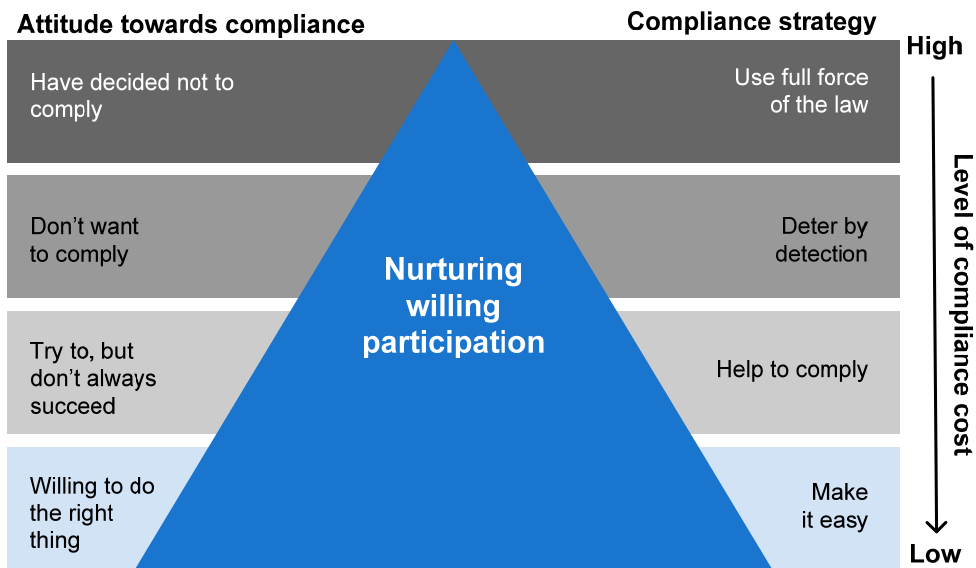 Attitude towards compliance
Compliance strategy
High
Have decided not to
comply
Use full force
of the law
Don’t want
to comply
Deter by
detection
Nurturing
willing
participation
Try to, but
don’t always
succeed
Help to comply
Willing to do
the right
thing
Make
it easy
Level of compliance cost
Low